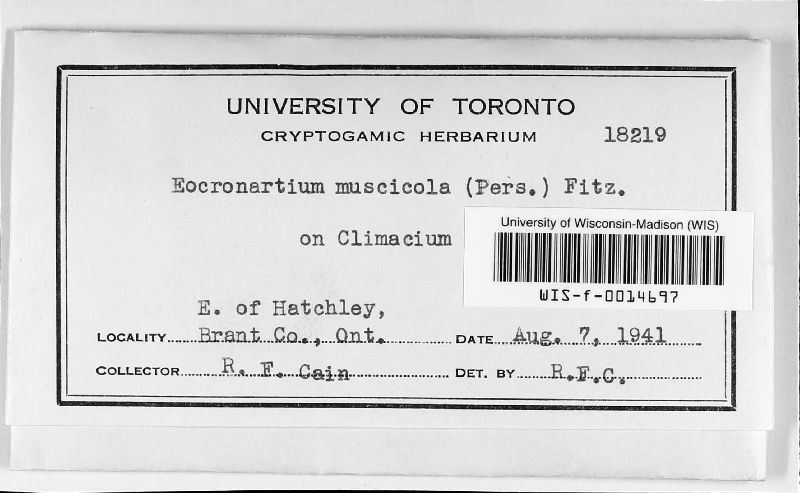 UNIVERSITY OF TORONTO
CRYPTOGAMIC HERBARIUM 18219
Eocronartium muscicola (Pers.) Fitz.
on Climacium
University of Wisconsin-Madison (WIS)
WIS-f-0014697
E. of Hatchley,
LOCALITY Brant Co., Ont. DATE Aug. 7, 1941
COLLECTOR R. F. Cain DET. BY R.F.C.